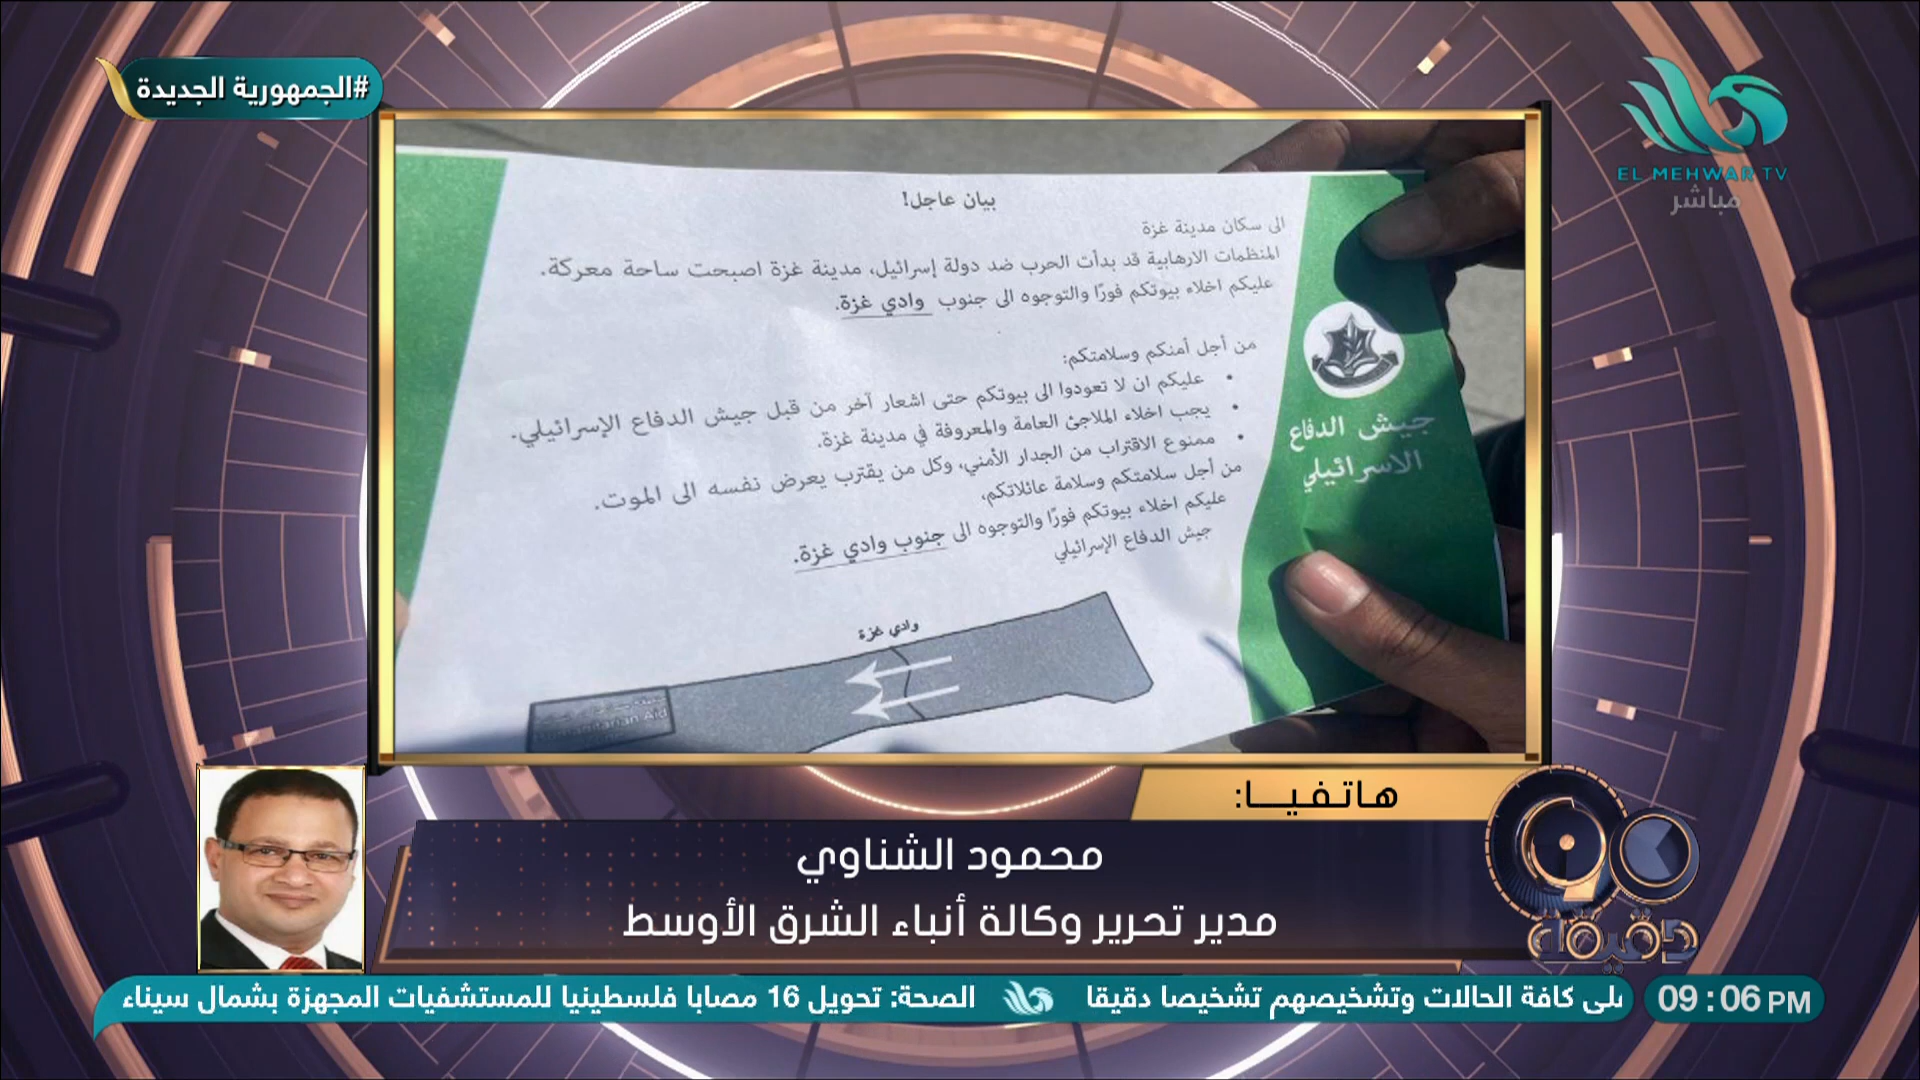 #الجمهورية الجديدة
EL MEHWAR TV
مباشر
بيان عاجل!
الى سكان مدينة غزة
المنظمات الارهابية قد بدأت الحرب ضد دولة إسرائيل، مدينة غزة اصبحت ساحة معركة.
عليكم اخلاء بيوتكم فورًا والتوجوه الى جنوب وادي غزة.
من أجل أمنكم وسلامتكم:
• عليكم ان لا تعودوا الى بيوتكم حتى اشعار آخر من قبل جيش الدفاع الإسرائيلي.
• يجب اخلاء الملاجئ العامة والمعروفة في مدينة غزة.
• ممنوع الاقتراب من الجدار الأمني، وكل من يقترب يعرض نفسه الى الموت.
من أجل سلامتكم وسلامة عائلاتكم،
عليكم اخلاء بيوتكم فورًا والتوجوه الى جنوب وادي غزة.
جيش الدفاع الإسرائيلي
جيش الدفاع
الاسرائيلي
وادي غزة
Humanitarian Aid
هاتفيـــا:
محمود الشناوي
مدير تحرير وكالة أنباء الشرق الأوسط
90 دقيقة
على كافة الحالات وتشخيصهم تشخيصا دقيقا
الصحة: تحويل 16 مصابا فلسطينيا للمستشفيات المجهزة بشمال سيناء
09:06 PM